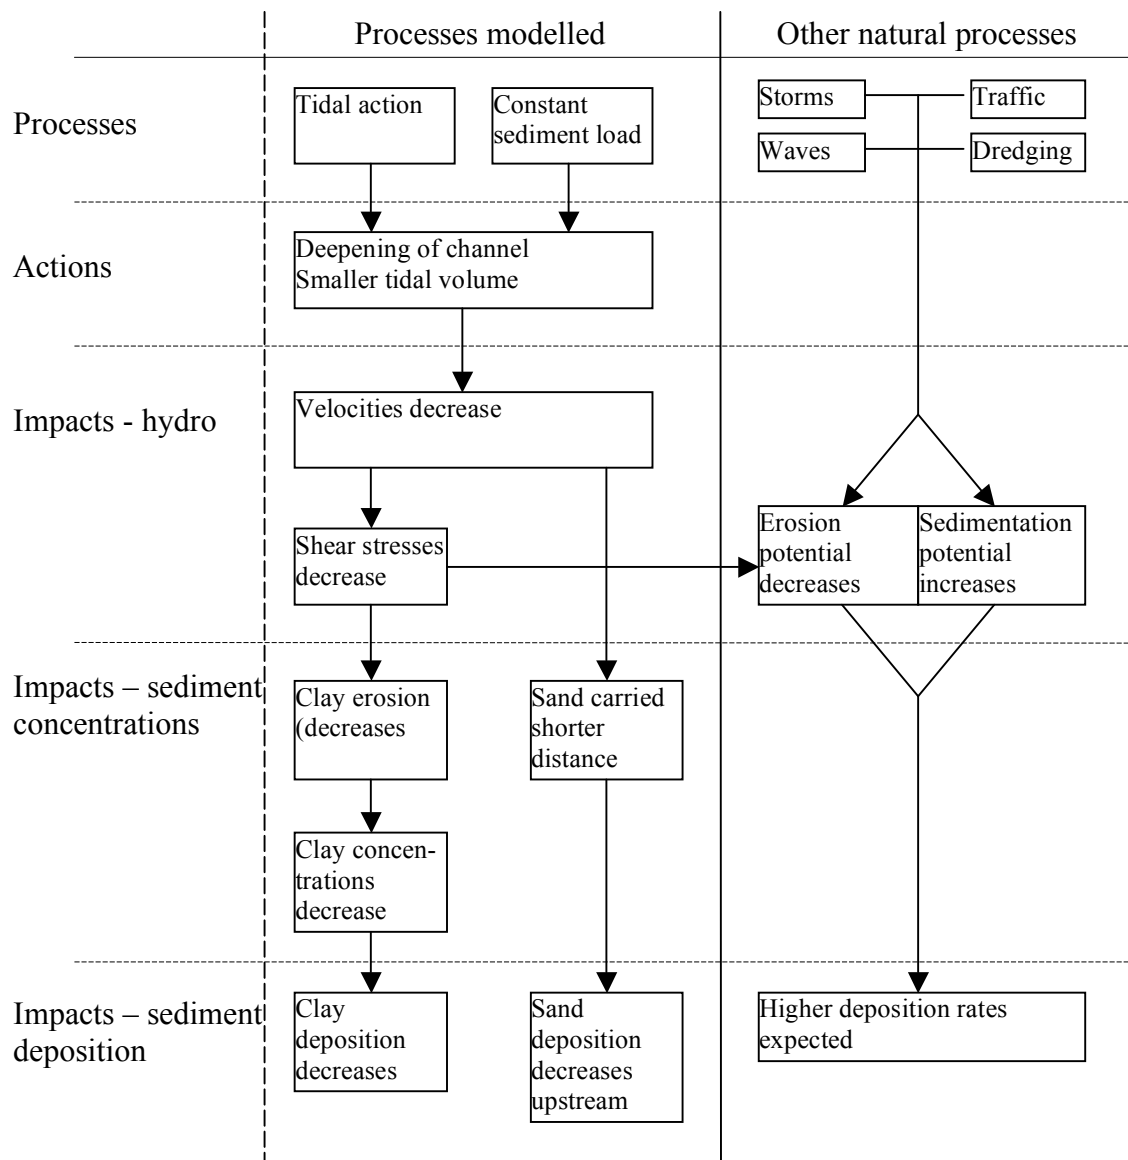 Processes modelled
Other natural processes
Processes
Tidal action
Constant
sediment load
Storms
Traffic
Waves
Dredging
Actions
Deepening of channel
Smaller tidal volume
Impacts - hydro
Velocities decrease
Shear stresses
decrease
Erosion
potential
decreases
Sedimentation
potential
increases
Impacts – sediment
concentrations
Clay erosion
(decreases
Sand carried
shorter
distance
Clay concen-
trations
decrease
Impacts – sediment
deposition
Clay
deposition
decreases
Sand
deposition
decreases
upstream
Higher deposition rates
expected